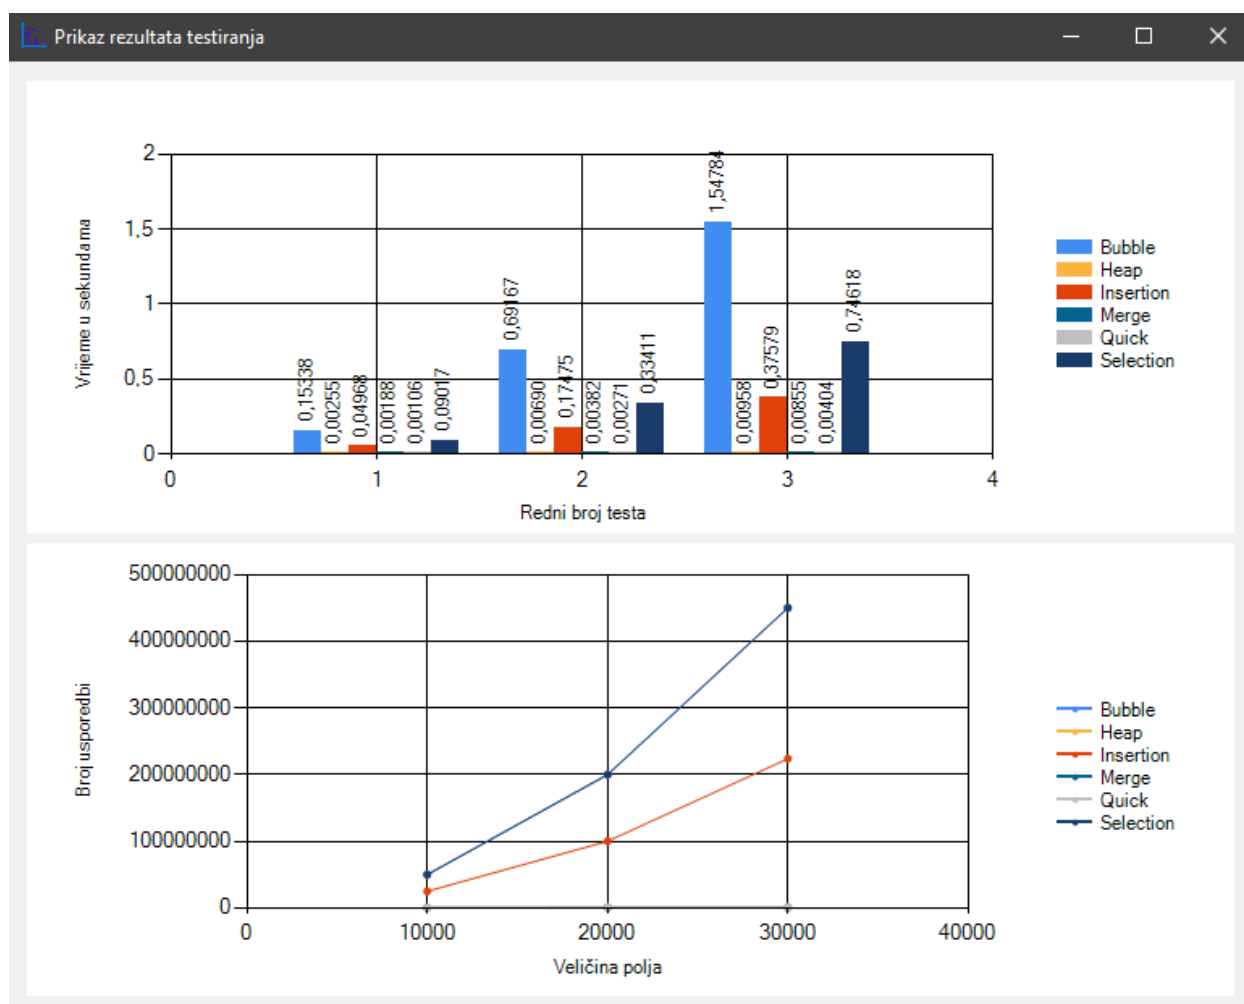 Prikaz rezultata testiranja
Vrijeme u sekundama
2
1.5
1
0.5
0
0,15338
0,00255
0,04968
0,00188
0,00106
0,09017
0,69167
0,00690
0,17475
0,00382
0,00271
0,33411
1,54784
0,00958
0,37579
0,00855
0,00404
0,74618
0 1 2 3 4
Redni broj testa
Bubble
Heap
Insertion
Merge
Quick
Selection
Broj usporedbi
500000000
400000000
300000000
200000000
100000000
0
0 10000 20000 30000 40000
Veličina polja
Bubble
Heap
Insertion
Merge
Quick
Selection